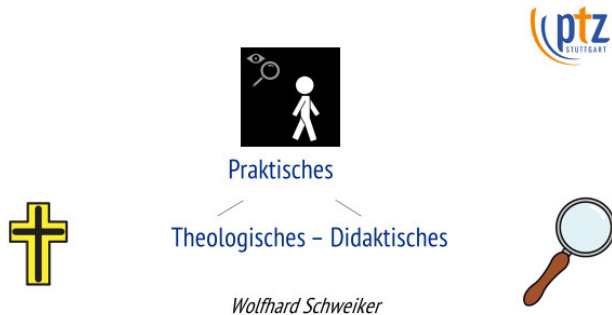 ptz
STUTTGART
Praktisches
Theologisches – Didaktisches
Wolfhard Schweiker